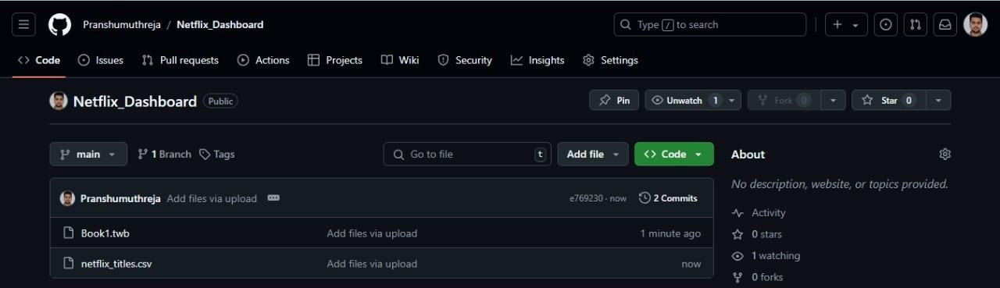 Pranshumuthreja / Netflix_Dashboard Type / to search
Code Issues Pull requests Actions Projects Wiki Security Insights Settings
Netflix_Dashboard Public Pin Unwatch 1 Fork 0 Star 0
main 1 Branch Tags Go to file t Add file Code
About
No description, website, or topics provided.
Pranshumuthreja Add files via upload e769230 · now 2 Commits
Activity
Book1.twb Add files via upload 1 minute ago
0 stars
1 watching
netflix_titles.csv Add files via upload now
0 forks